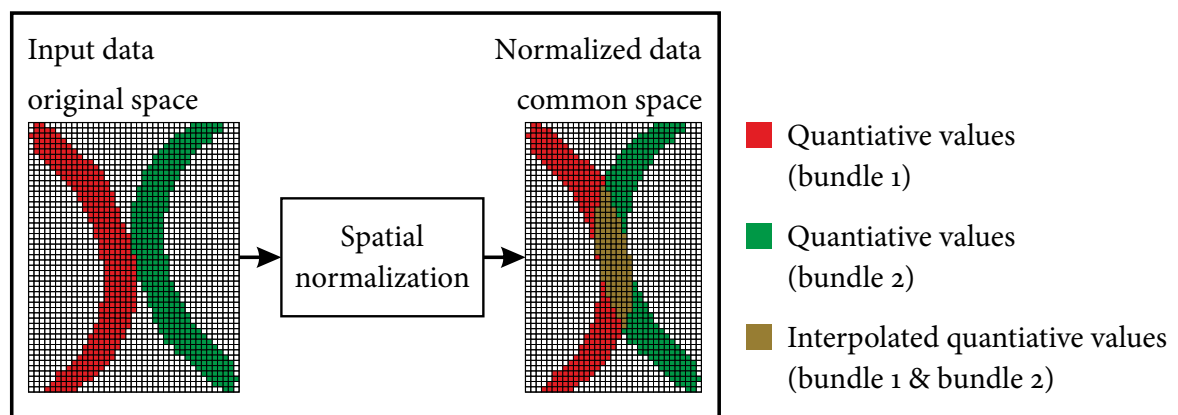 Input data
original space
Spatial
normalization
Normalized data
common space
Quantiative values
(bundle 1)
Quantiative values
(bundle 2)
Interpolated quantiative values
(bundle 1 & bundle 2)